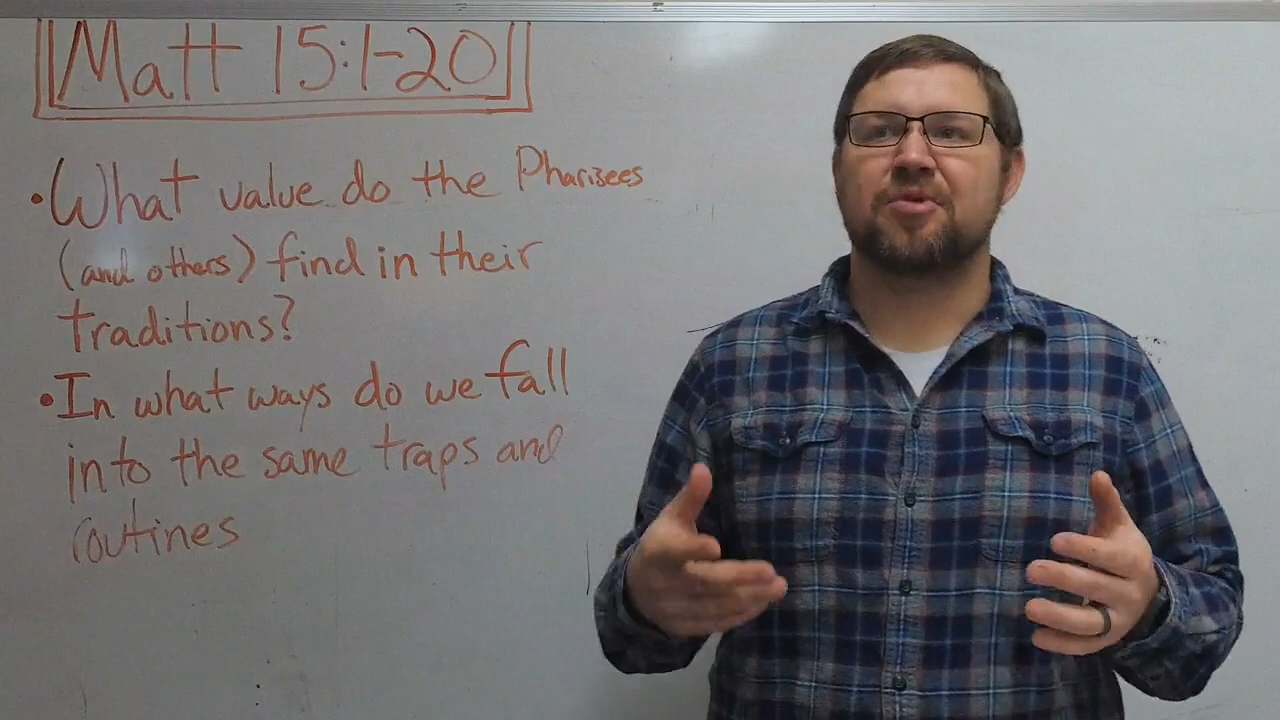 Matt 15:1-20
• What value do the Pharisees
(and others) find in their
traditions?
• In what ways do we fall
into the same traps and
routines